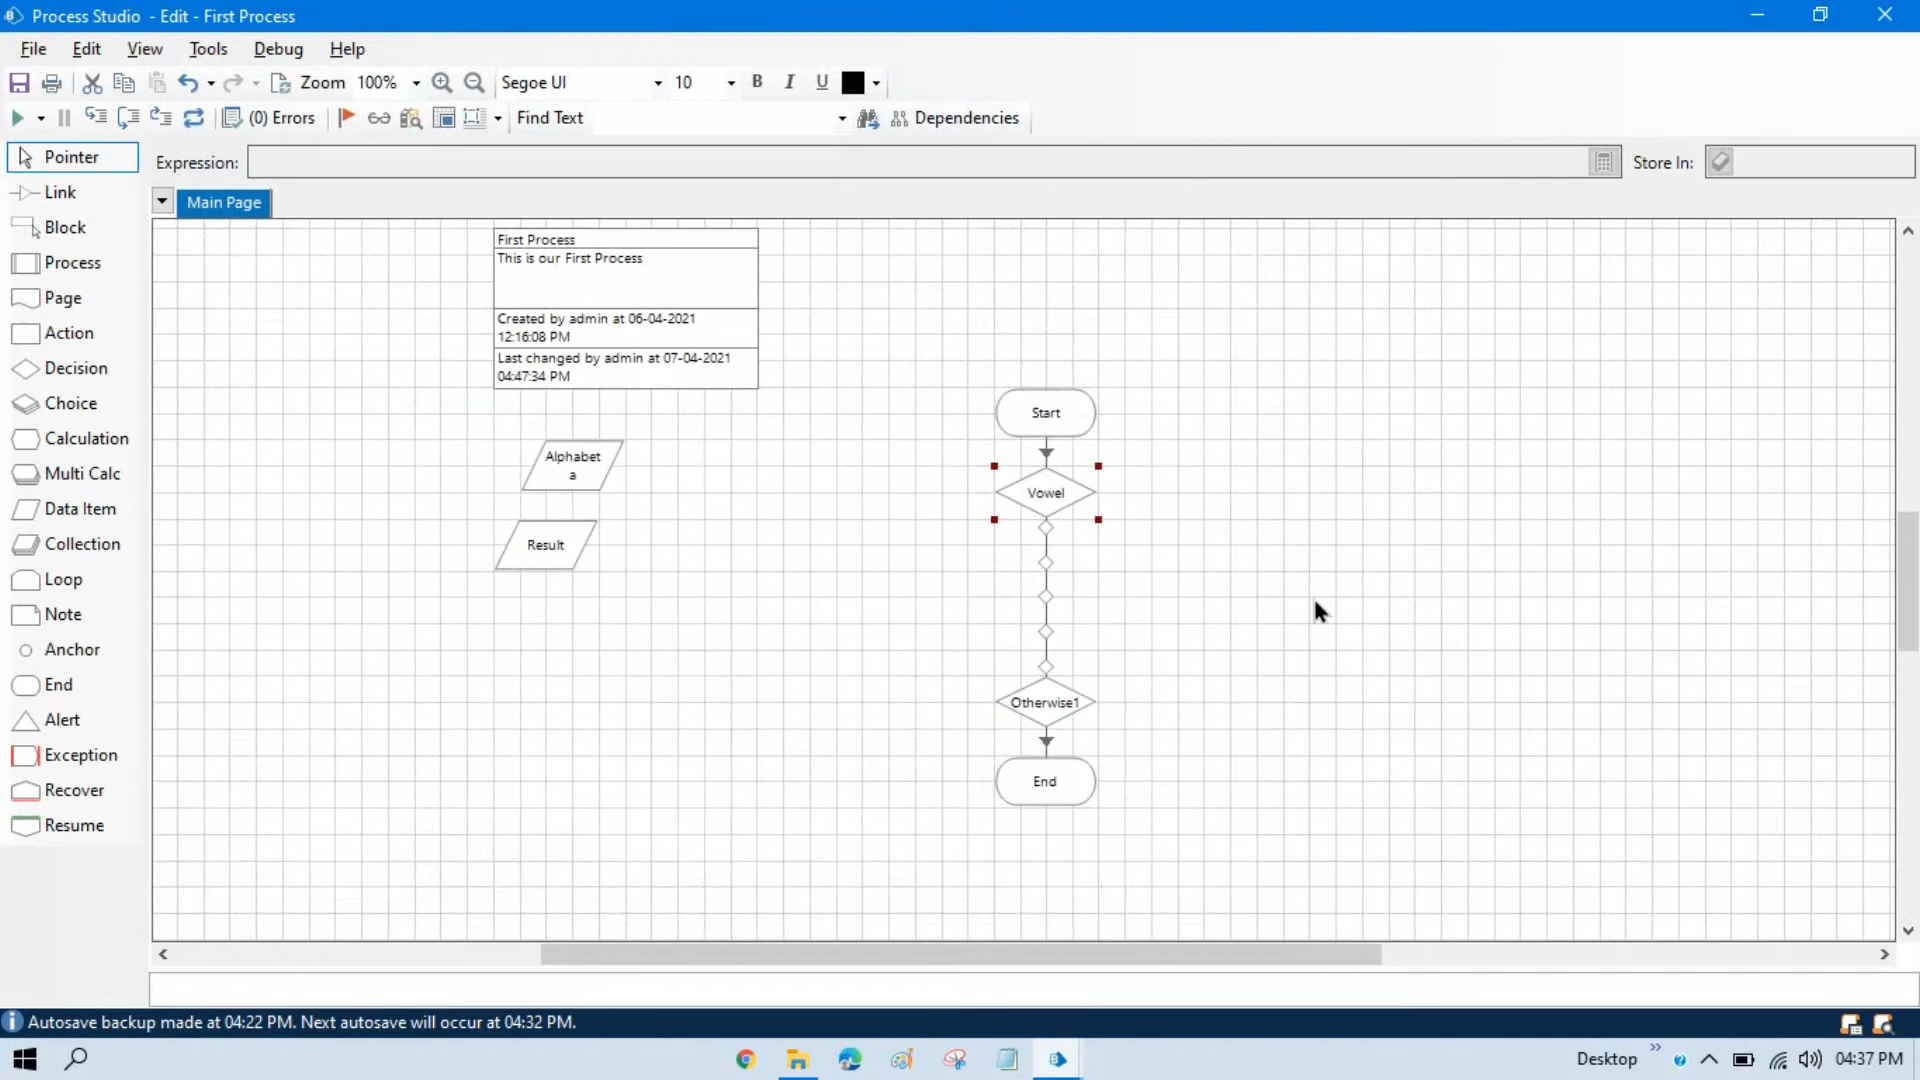 Process Studio - Edit - First Process
File Edit View Tools Debug Help
Zoom 100% Segoe UI 10 B I U
(0) Errors Find Text Dependencies
Pointer
Link
Block
Process
Page
Action
Decision
Choice
Calculation
Multi Calc
Data Item
Collection
Loop
Note
Anchor
End
Alert
Exception
Recover
Resume
Expression:
Store In:
Main Page
First Process
This is our First Process
Created by admin at 06-04-2021
12:16:08 PM
Last changed by admin at 07-04-2021
04:47:34 PM
Alphabet
a
Result
Start
Vowel
Otherwise1
End
Autosave backup made at 04:22 PM. Next autosave will occur at 04:32 PM.
Desktop
04:37 PM